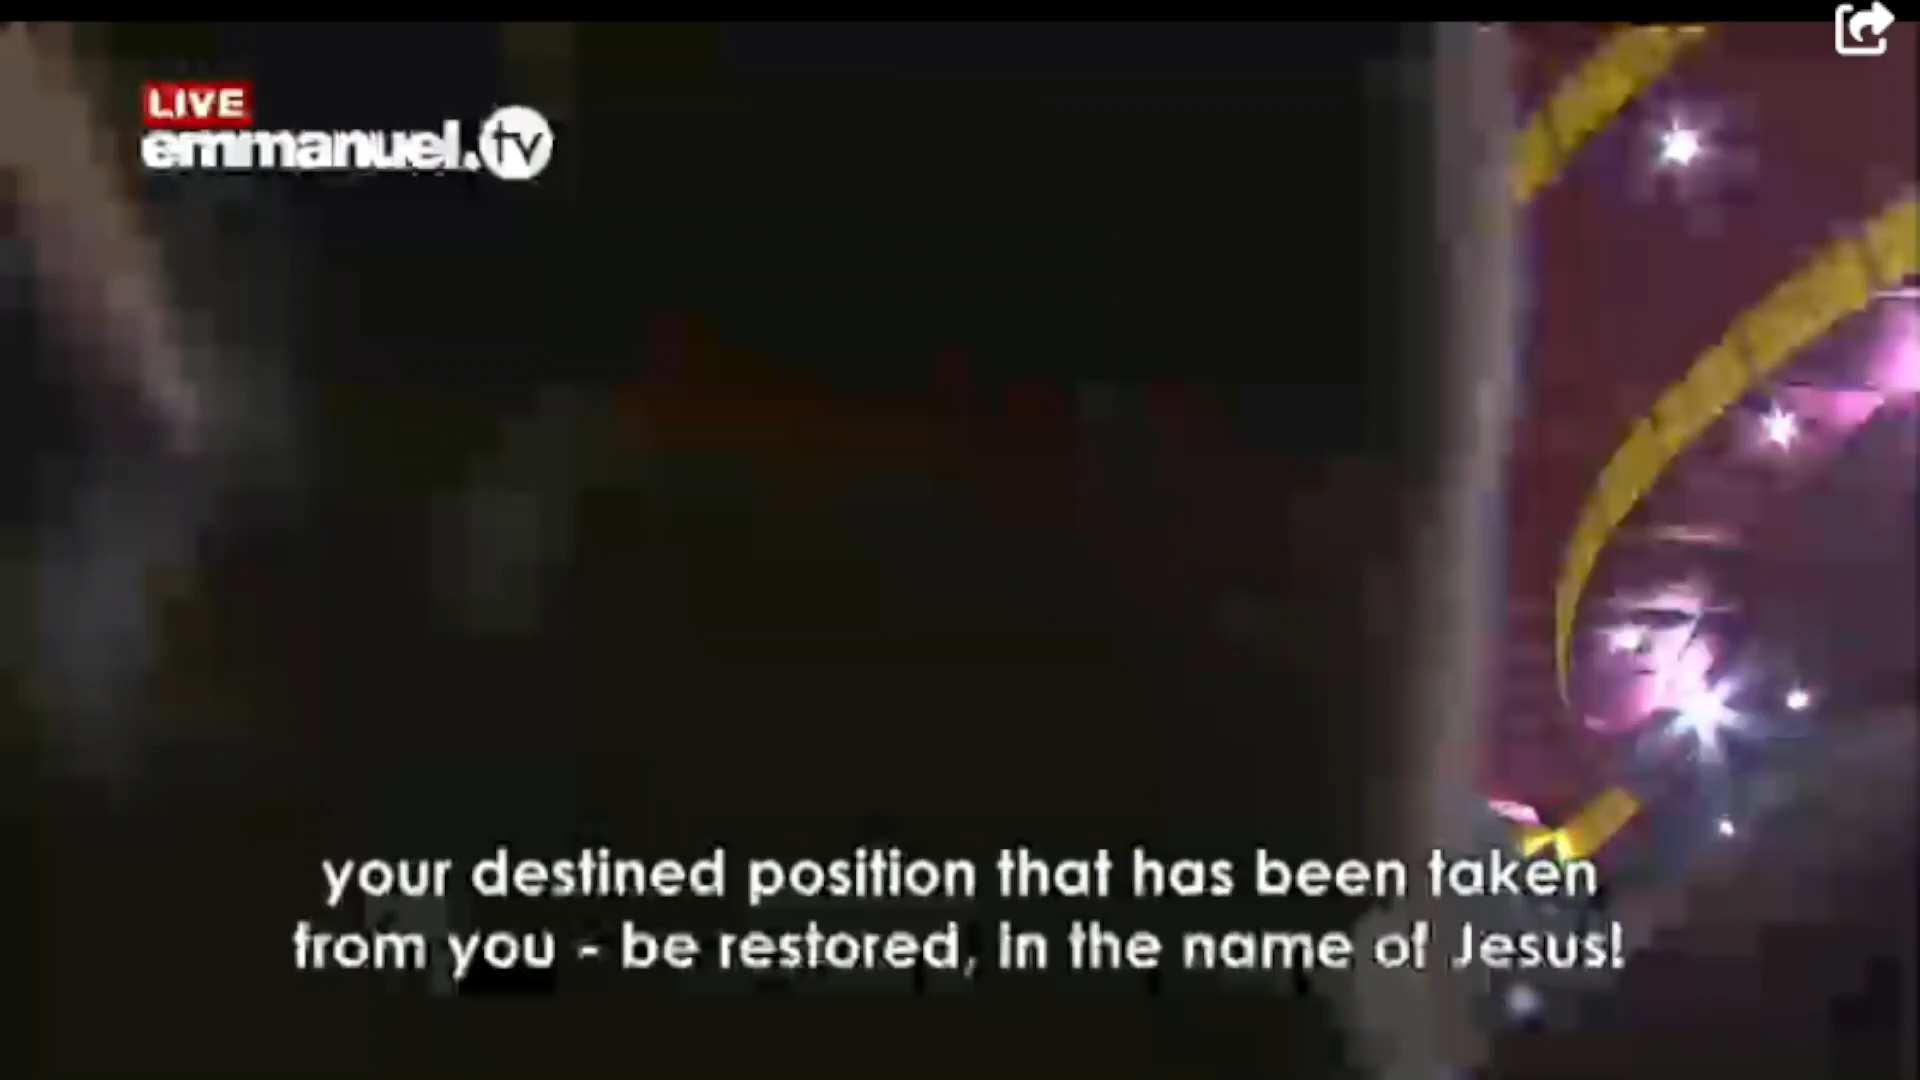 LIVE
emmanuel.tv
your destined position that has been taken
from you - be restored, in the name of Jesus!